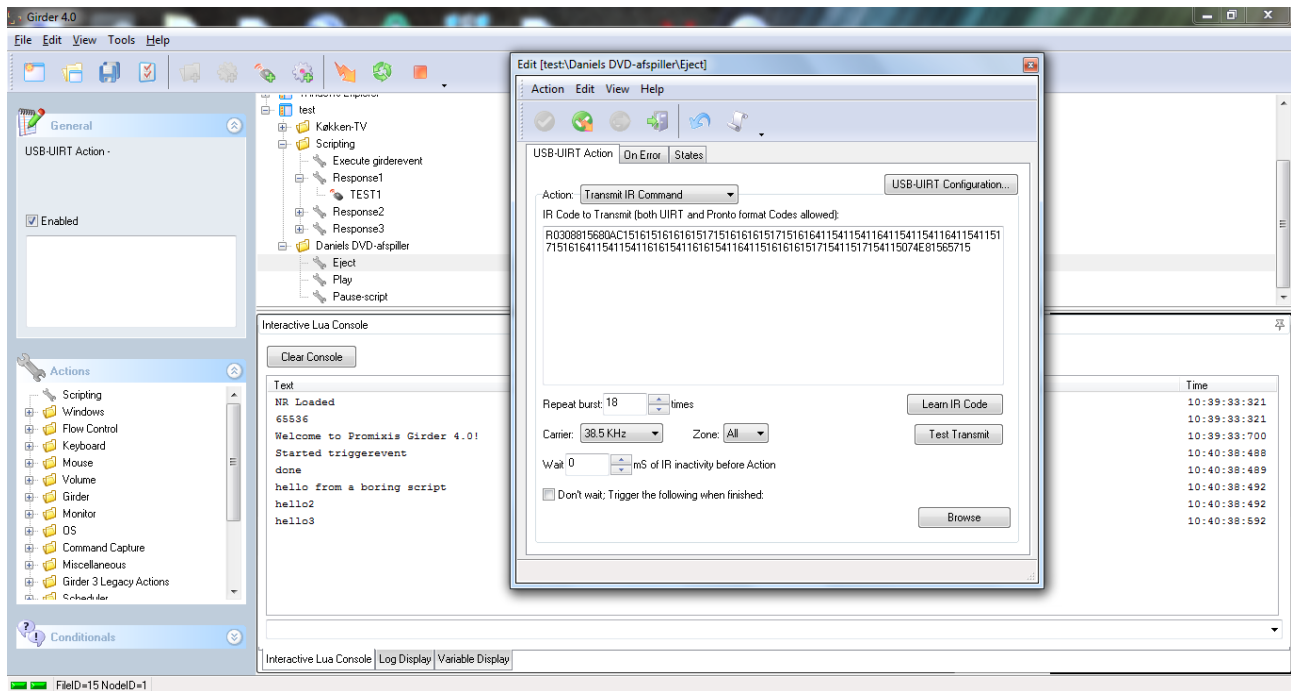 Girder 4.0
File Edit View Tools Help
General
USB-UIRT Action -
Enabled
Actions
Scripting
Windows
Flow Control
Keyboard
Mouse
Volume
Girder
Monitor
OS
Command Capture
Miscellaneous
Girder 3 Legacy Actions
Scheduler
Conditionals
test
Køkken-TV
Scripting
Execute girderevent
Response1
TEST1
Response2
Response3
Daniels DVD-afspiller
Eject
Play
Pause-script
Interactive Lua Console
Clear Console
Text Time
NR Loaded 10:39:33:321
65536 10:39:33:321
Welcome to Promixis Girder 4.0! 10:39:33:700
Started triggerevent 10:40:38:488
done 10:40:38:489
hello from a boring script 10:40:38:492
hello2 10:40:38:492
hello3 10:40:38:592
Interactive Lua Console Log Display Variable Display
FileID=15 NodeID=1
Edit [test:\Daniels DVD-afspiller\Eject]
Action Edit View Help
USB-UIRT Action On Error States
USB-UIRT Configuration...
Action: Transmit IR Command
IR Code to Transmit (both UIRT and Pronto format Codes allowed):
Repeat burst: 18 times
Learn IR Code
Carrier: 38.5 KHz Zone: All
Test Transmit
Wait 0 mS of IR inactivity before Action
Don't wait; Trigger the following when finished:
Browse